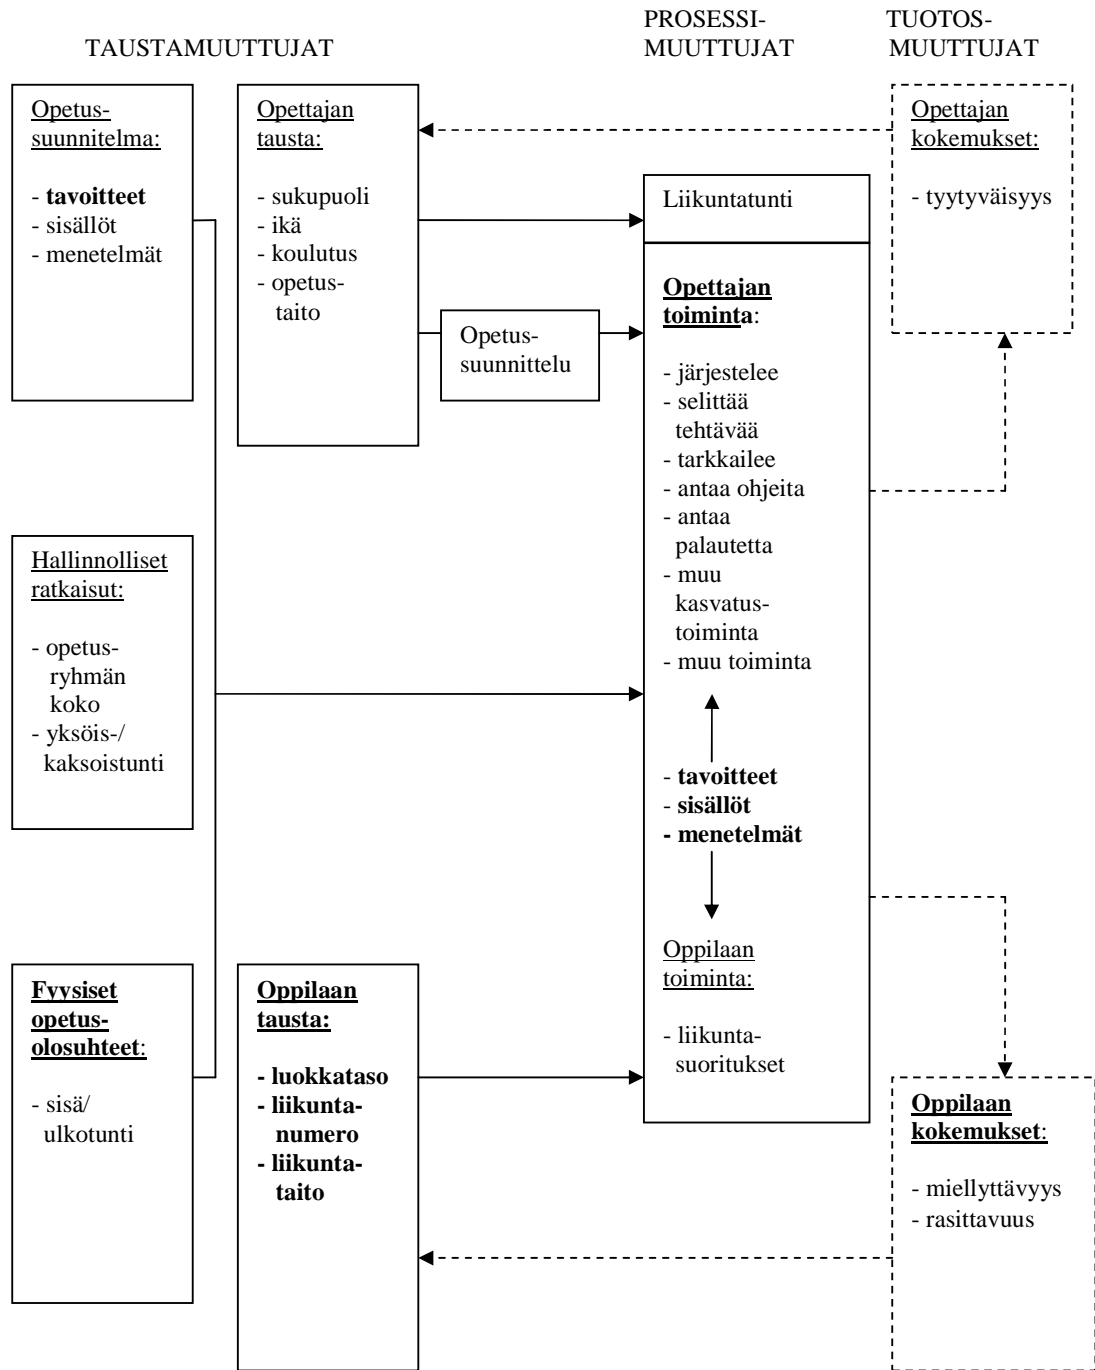 TAUSTAMUUTTUJAT
PROSESSI-
MUUTTUJAT
TUOTOS-
MUUTTUJAT
Opetus-
suunnitelma:
- tavoitteet
- sisällöt
- menetelmät
Opettajan
tausta:
- sukupuoli
- ikä
- koulutus
- opetus-
taito
Opetus-
suunnittelu
Liikuntatunti
Opettajan
toiminta:
- järjestelee
- selittää
tehtävää
- tarkkailee
- antaa ohjeita
- antaa
palautetta
- muu
kasvatus-
toiminta
- muu toiminta
- tavoitteet
- sisällöt
- menetelmät
Oppilaan
toiminta:
- liikunta-
suoritukset
Opettajan
kokemukset:
- tyytyväisyys
Hallinnolliset
ratkaisut:
- opetus-
ryhmän
koko
- yksöis-/
kaksoistunti
Fyysiset
opetus-
olosuhteet:
- sisä/
ulkotunti
Oppilaan
tausta:
- luokkataso
- liikunta-
numero
- liikunta-
taito
Oppilaan
kokemukset:
- miellyttävyys
- rasittavuus